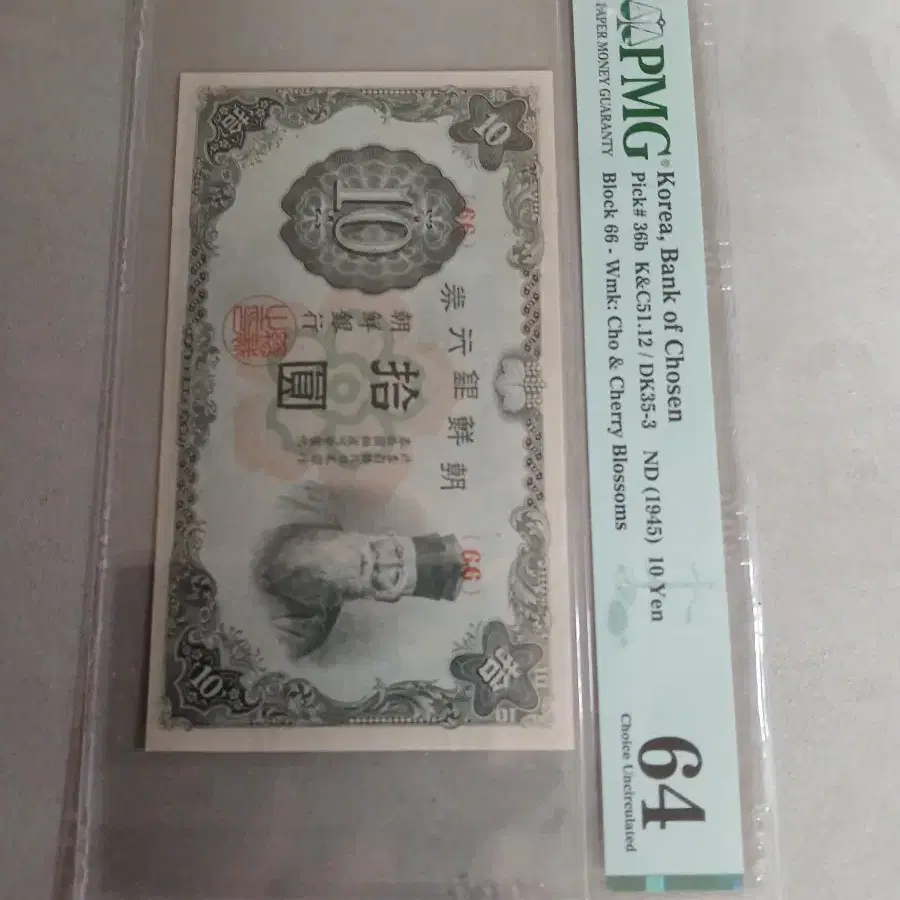 PMG®
PAPER MONEY GUARANTY
Korea, Bank of Chosen
Pick# 36b K&C51.12 / DK35-3 ND (1945) 10 Yen
Block 66 - Wmk: Cho & Cherry Blossoms
64
Choice Uncirculated
拾
10
{66}
{66}
朝鮮銀行券
10
拾圓
朝鮮銀行
10
拾